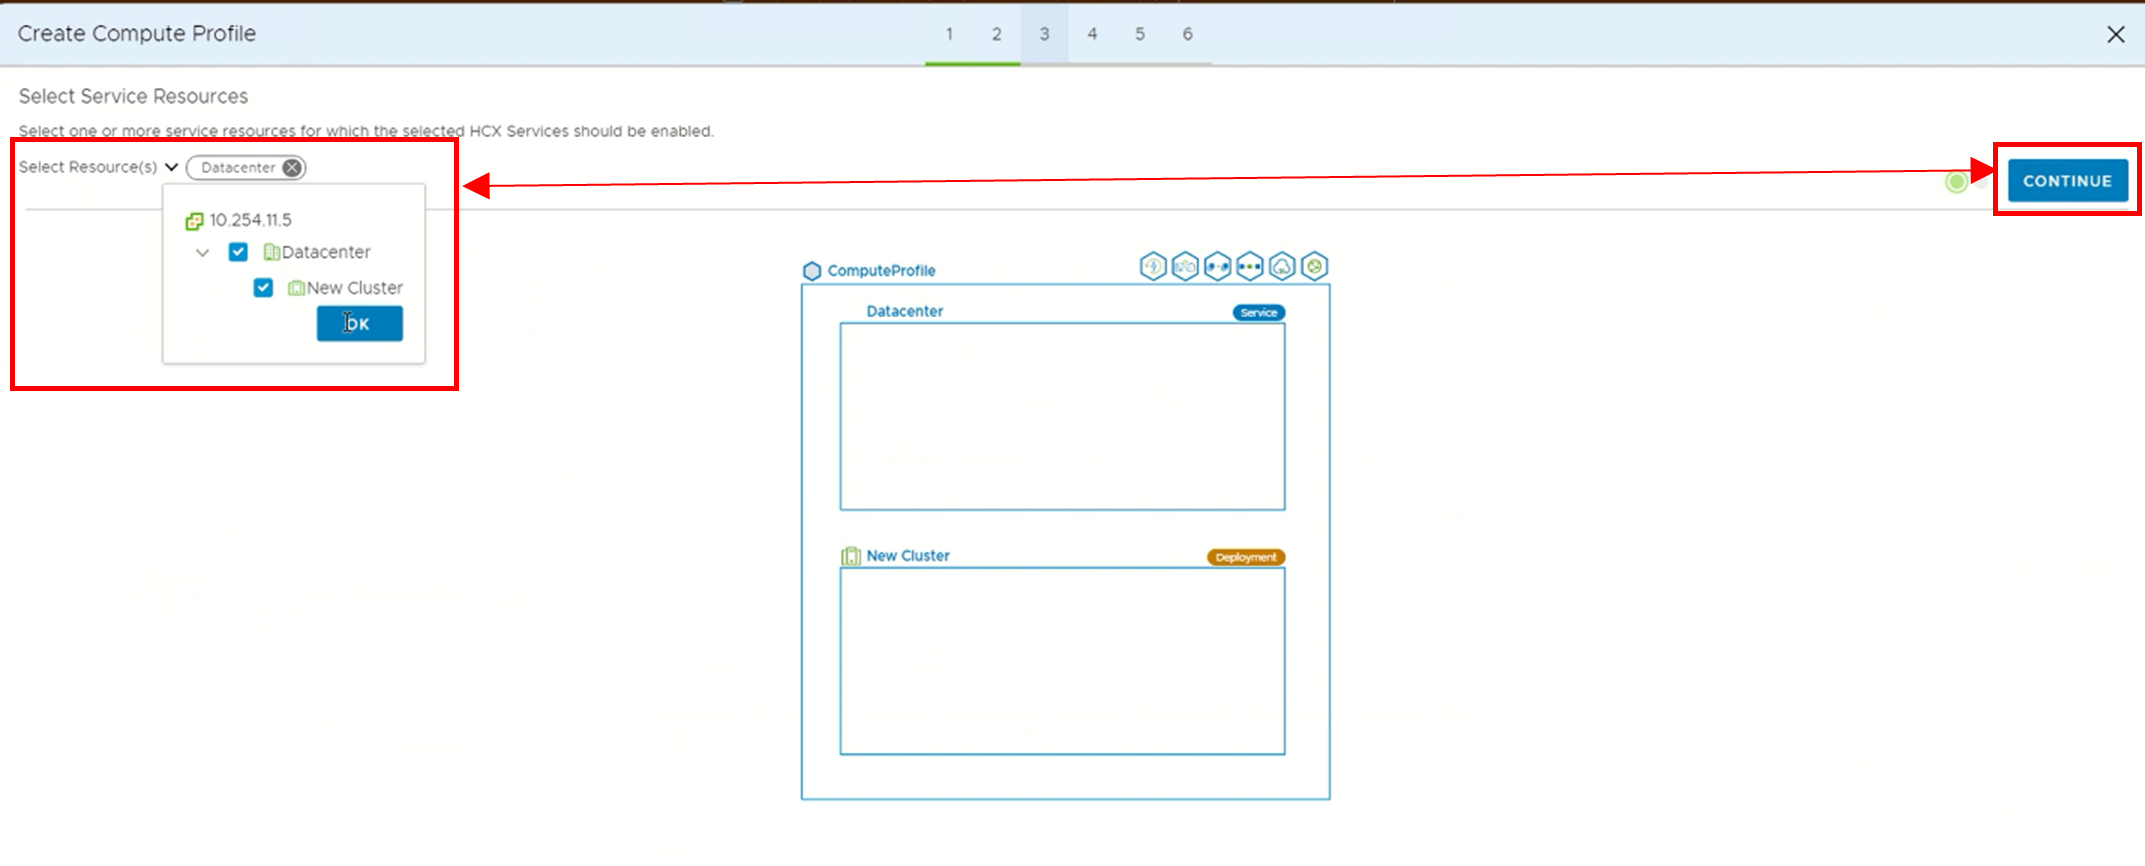 Create Compute Profile
1 2 3 4 5 6
Select Service Resources
Select one or more service resources for which the selected HCX Services should be enabled.
Select Resource(s) Datacenter
CONTINUE
10.254.11.5
Datacenter
New Cluster
OK
ComputeProfile
Datacenter Service
New Cluster Deployment